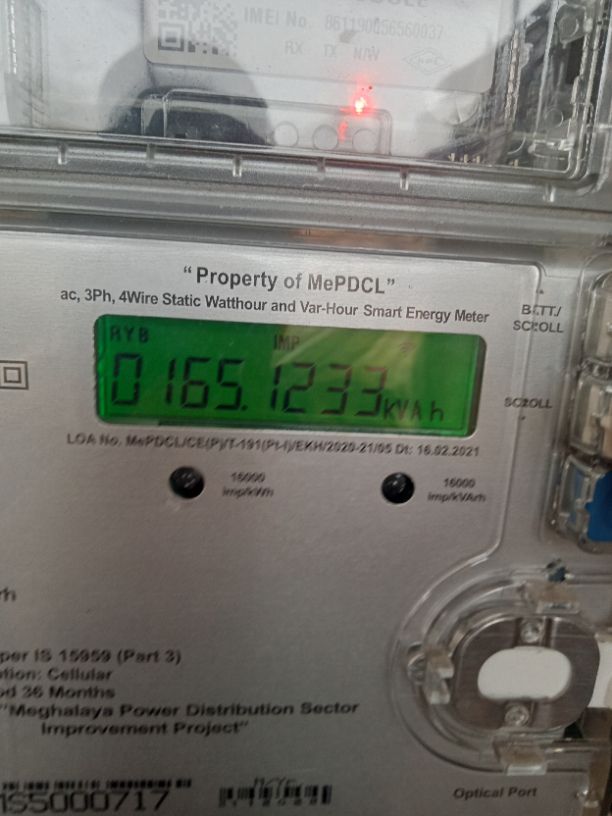 IMEI No. 861190056560037
RX TX N/W
“ Property of MePDCL”
ac, 3Ph, 4Wire Static Watthour and Var-Hour Smart Energy Meter
BATT./
SCROLL
RYB IMP
0165.1233kVAh
SCROLL
LOA No. MePDCL/CE(P)/T-191(Pt-I)/EKH/2020-21/05 Dt: 16.02.2021
16000
imp/kWh
16000
imp/kVArh
per IS 15959 (Part 3)
tion: Cellular
od 36 Months
"Meghalaya Power Distribution Sector
Improvement Project"
5000717
Optical Port